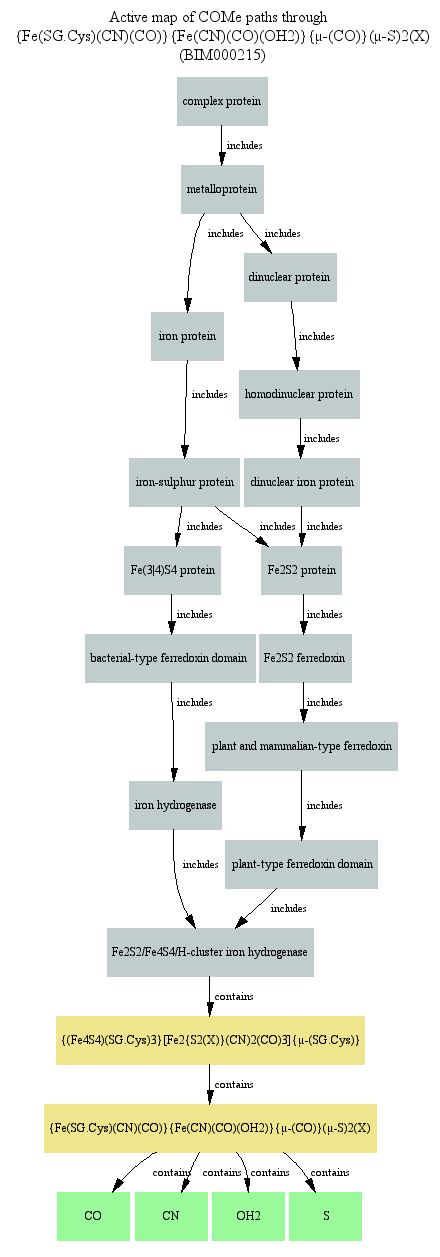 Active map of COMe paths through
{Fe(SG.Cys)(CN)(CO)}{Fe(CN)(CO)(OH2)}{μ-(CO)}(μ-S)2(X)
(BIM000215)
complex protein
includes
metalloprotein
includes
includes
dinuclear protein
iron protein
includes
includes
homodinuclear protein
includes
iron-sulphur protein
dinuclear iron protein
includes
includes
includes
Fe(3|4)S4 protein
Fe2S2 protein
includes
includes
bacterial-type ferredoxin domain
Fe2S2 ferredoxin
includes
includes
plant and mammalian-type ferredoxin
iron hydrogenase
includes
includes
plant-type ferredoxin domain
includes
Fe2S2/Fe4S4/H-cluster iron hydrogenase
contains
{(Fe4S4)(SG.Cys)3}[Fe2{S2(X)}(CN)2(CO)3]{μ-(SG.Cys)}
contains
{Fe(SG.Cys)(CN)(CO)}{Fe(CN)(CO)(OH2)}{μ-(CO)}(μ-S)2(X)
contains
contains
contains
contains
CO
CN
OH2
S